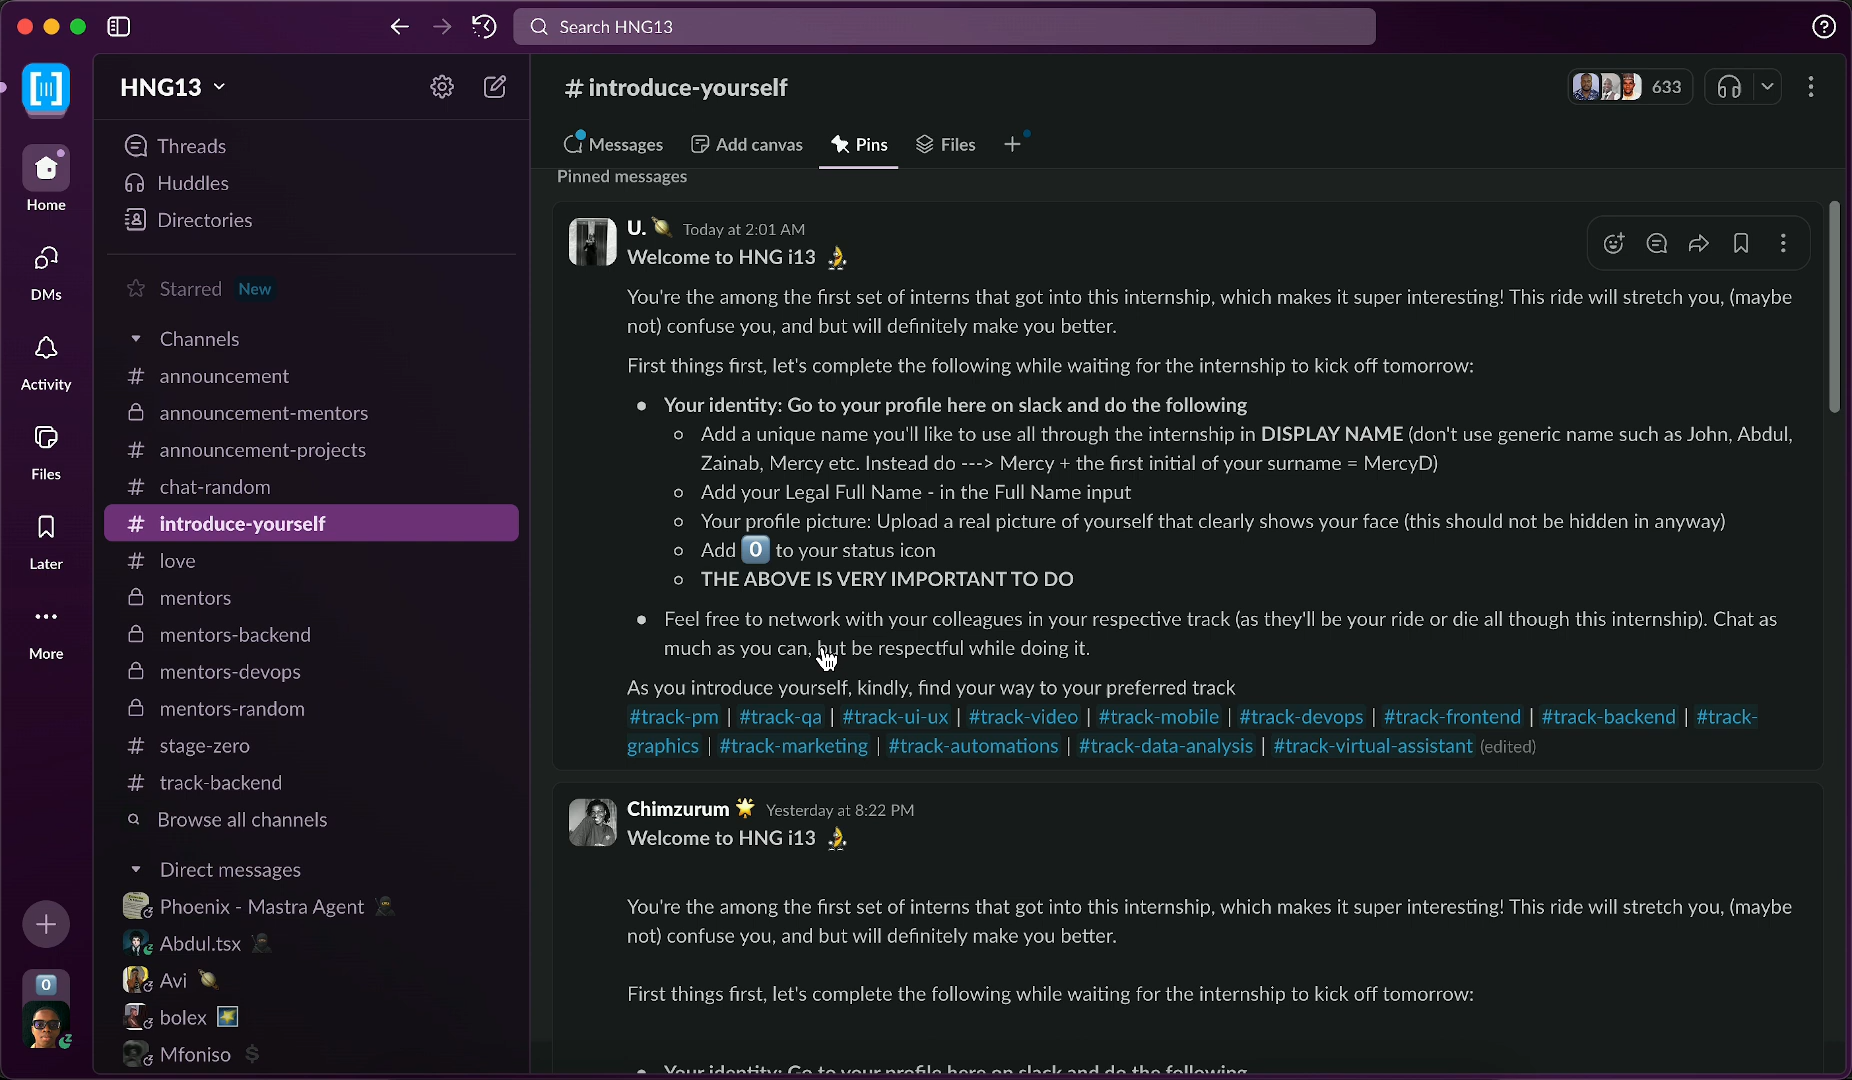 Search HNG13
HNG13
Home
DMs
Activity
Files
Later
More
Threads
Huddles
Directories
Starred New
Channels
# announcement
announcement-mentors
# announcement-projects
# chat-random
# introduce-yourself
# love
mentors
mentors-backend
mentors-devops
mentors-random
# stage-zero
# track-backend
Browse all channels
Direct messages
Phoenix - Mastra Agent
Abdul.tsx
Avi
bolex
Mfoniso
0
# introduce-yourself
633
Messages Add canvas Pins Files +
Pinned messages
U. Today at 2:01 AM
Welcome to HNG i13
You're the among the first set of interns that got into this internship, which makes it super interesting! This ride will stretch you, (maybe
not) confuse you, and but will definitely make you better.
First things first, let's complete the following while waiting for the internship to kick off tomorrow:
• Your identity: Go to your profile here on slack and do the following
◦ Add a unique name you'll like to use all through the internship in DISPLAY NAME (don't use generic name such as John, Abdul,
Zainab, Mercy etc. Instead do ---> Mercy + the first initial of your surname = MercyD)
◦ Add your Legal Full Name - in the Full Name input
◦ Your profile picture: Upload a real picture of yourself that clearly shows your face (this should not be hidden in anyway)
◦ Add 0 to your status icon
◦ THE ABOVE IS VERY IMPORTANT TO DO
• Feel free to network with your colleagues in your respective track (as they'll be your ride or die all though this internship). Chat as
much as you can, but be respectful while doing it.
As you introduce yourself, kindly, find your way to your preferred track
#track-pm | #track-qa | #track-ui-ux | #track-video | #track-mobile | #track-devops | #track-frontend | #track-backend | #track-
graphics | #track-marketing | #track-automations | #track-data-analysis | #track-virtual-assistant (edited)
Chimzurum Yesterday at 8:22 PM
Welcome to HNG i13
You're the among the first set of interns that got into this internship, which makes it super interesting! This ride will stretch you, (maybe
not) confuse you, and but will definitely make you better.
First things first, let's complete the following while waiting for the internship to kick off tomorrow:
• Your identity: Go to your profile here on slack and do the following